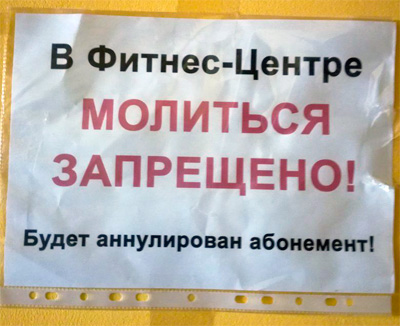 В Фитнес-Центре
МОЛИТЬСЯ
ЗАПРЕЩЕНО!
Будет аннулирован абонемент!